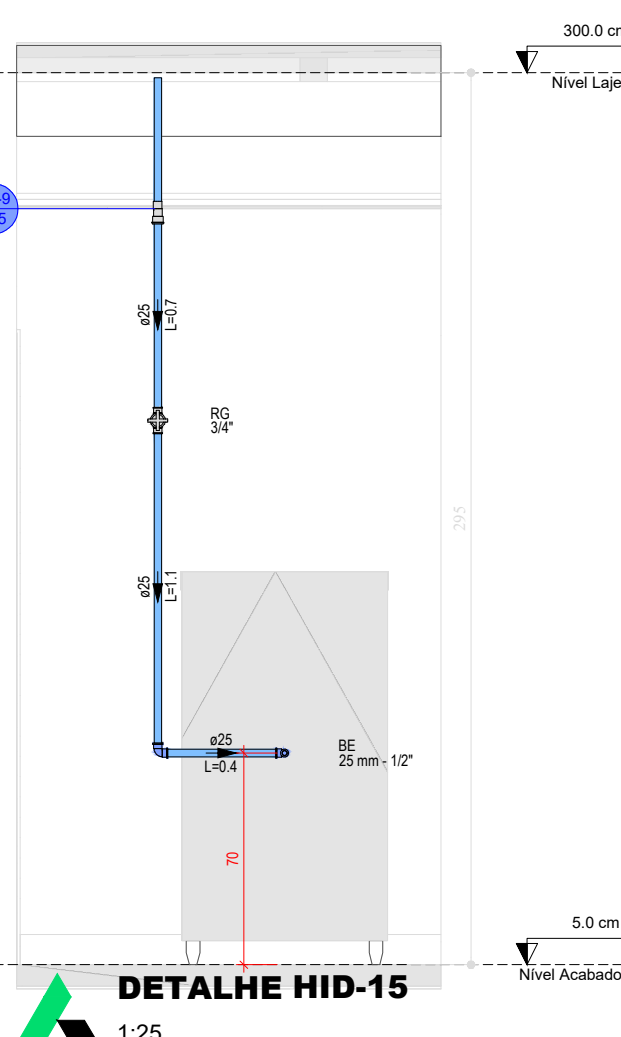 300.0 cm
Nível Laje
ø25
L=0.7
RG
3/4"
295
ø25
L=1.1
ø25
L=0.4
BE
25 mm - 1/2"
70
5.0 cm
Nível Acabado
DETALHE HID-15
1:25